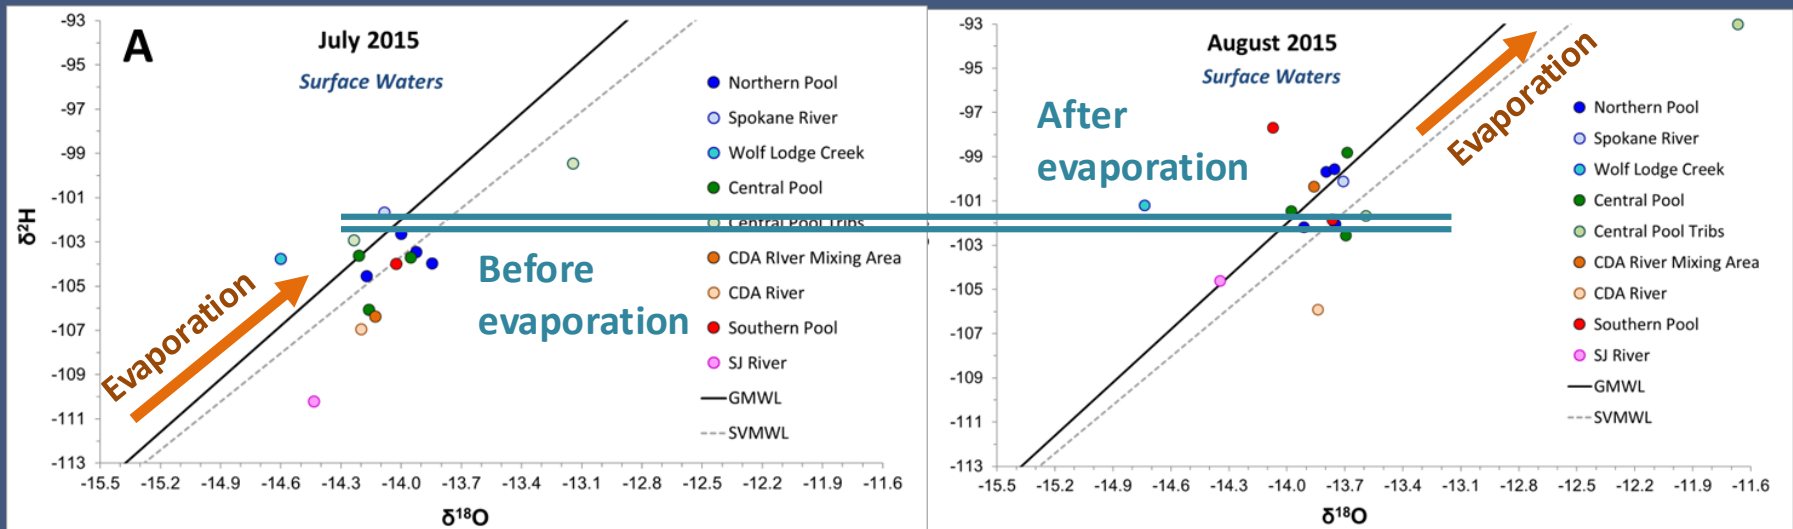 A
July 2015
Surface Waters
δ²H
-93
-95
-97
-99
-101
-103
-105
-107
-109
-111
-113
-15.5 -15.2 -14.9 -14.6 -14.3 -14.0 -13.7 -13.4 -13.1 -12.8 -12.5 -12.2 -11.9 -11.6
δ¹⁸O
Northern Pool
Spokane River
Wolf Lodge Creek
Central Pool
Central Pool Tribs
CDA RIver Mixing Area
CDA River
Southern Pool
SJ River
GMWL
SVMWL
Evaporation
Before
evaporation
August 2015
Surface Waters
-93
-95
-97
-99
-101
-103
-105
-107
-109
-111
-113
-15.5 -15.2 -14.9 -14.6 -14.3 -14.0 -13.7 -13.4 -13.1 -12.8 -12.5 -12.2 -11.9 -11.6
δ¹⁸O
Northern Pool
Spokane River
Wolf Lodge Creek
Central Pool
Central Pool Tribs
CDA RIver Mixing Area
CDA River
Southern Pool
SJ River
GMWL
SVMWL
After
evaporation
Evaporation